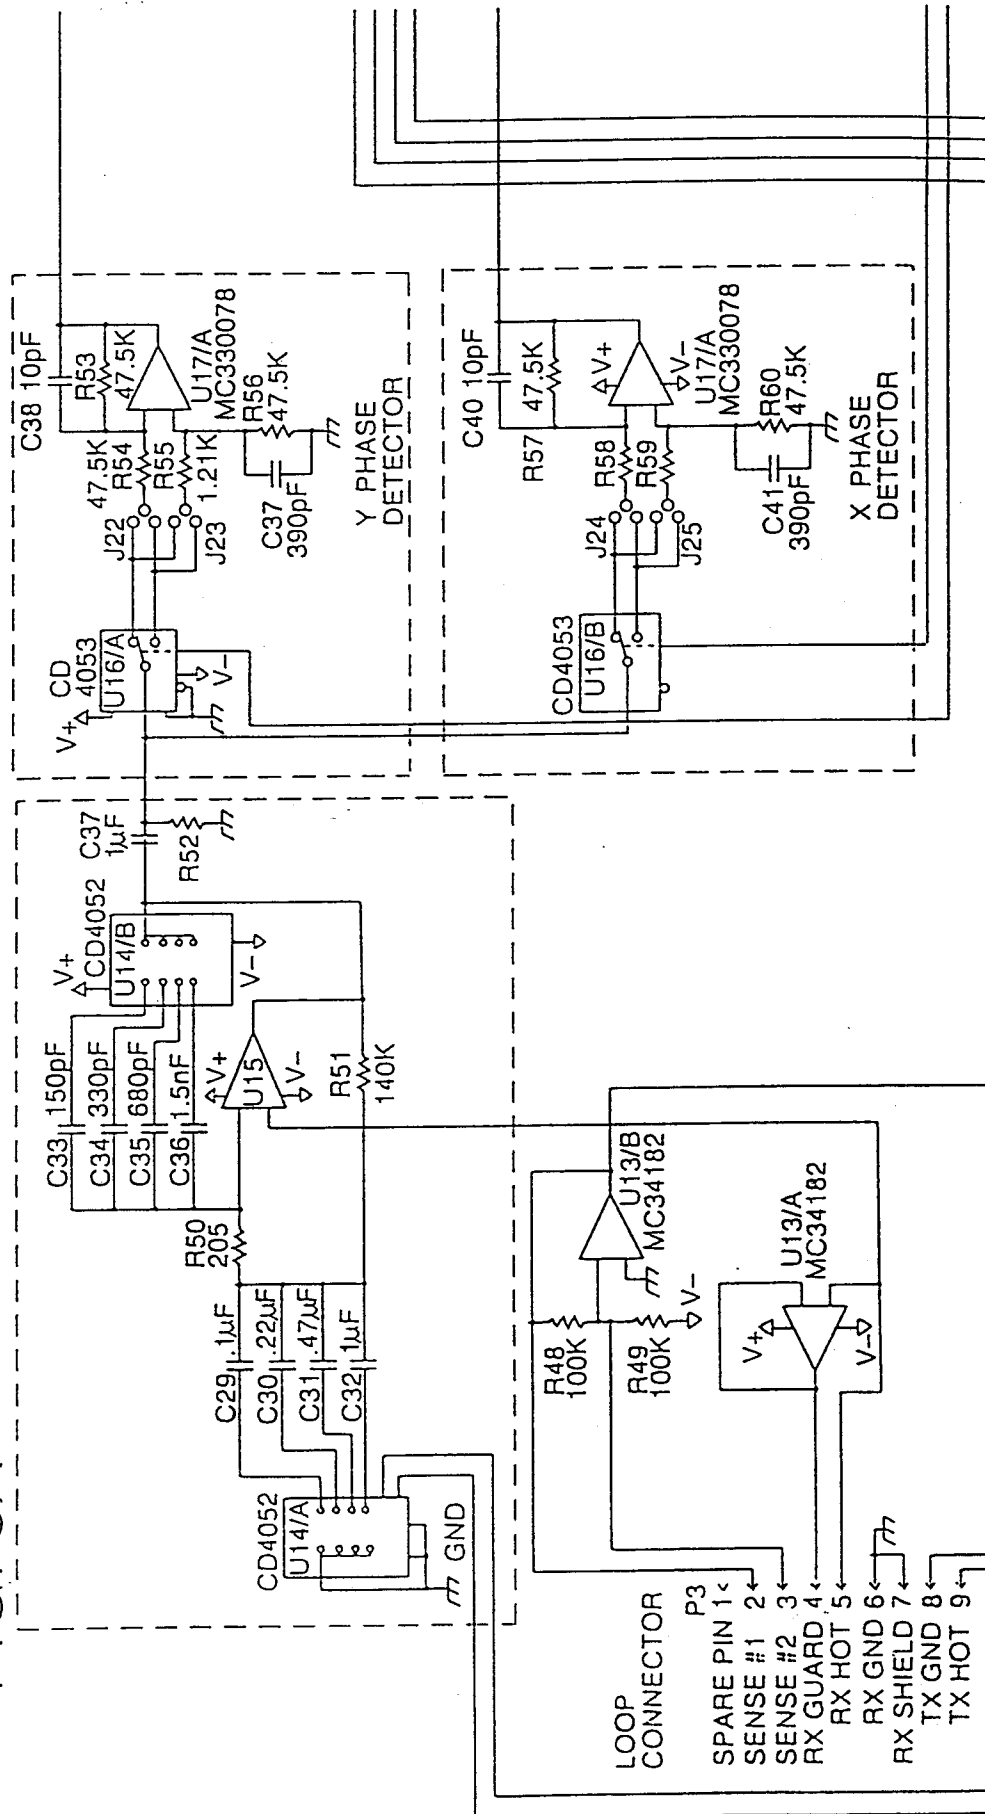 C38 10pF
R53
47.5K
U17/A
MC330078
47.5K
R54
R55
1.21K
R56
47.5K
C37
390pF
J22
J23
Y PHASE
DETECTOR
CD
4053
U16/A
V+
V-
C40 10pF
47.5K
R57
V+
V-
U17/A
MC330078
R58
R59
R60
47.5K
C41
390pF
J24
J25
X PHASE
DETECTOR
CD4053
U16/B
C37
1µF
R52
V+
CD4052
U14/B
V-
C33 150pF
C34 330pF
C35 680pF
C36 1.5nF
V+
U15
V-
R51
140K
R50
205
C29 .1µF
C30 .22µF
C31 .47µF
C32 1µF
CD4052
U14/A
GND
U13/B
MC34182
R48
100K
R49
100K
V-
U13/A
MC34182
V+
V-
LOOP
CONNECTOR
P3
SPARE PIN 1
SENSE #1 2
SENSE #2 3
RX GUARD 4
RX HOT 5
RX GND 6
RX SHIELD 7
TX GND 8
TX HOT 9